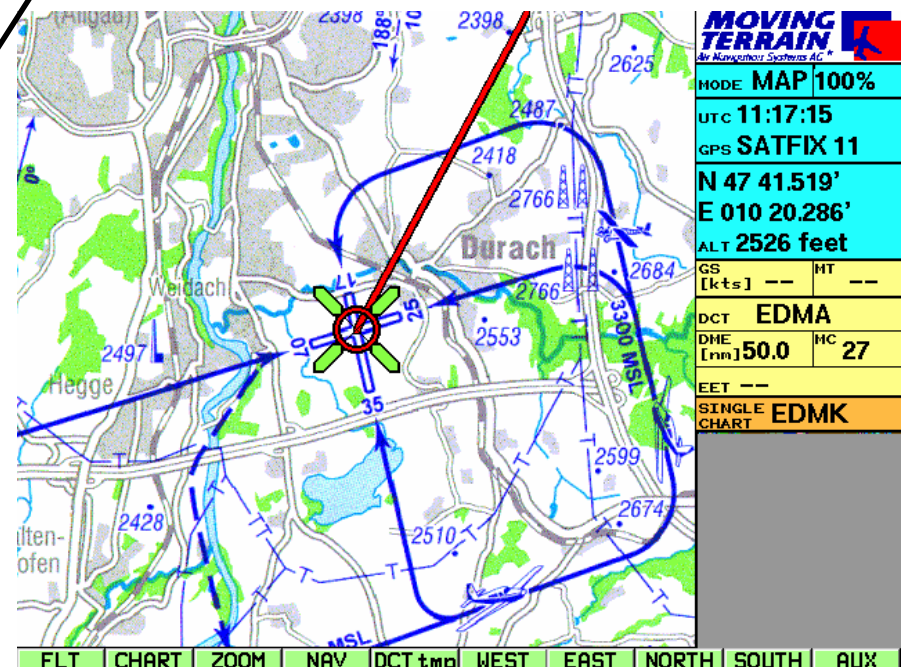 (Allgäu)
2398
188°
10
2398
2625
2487
2418
2766
0°
Durach
2684
17
Weidach
2766
25
2553
3300 MSL
2497
07
Hegge
35
2599
2428
2674
2510
lten-
ofen
MSL
MOVING
TERRAIN
Air Navigation Systems AG
MODE MAP 100%
UTC 11:17:15
GPS SATFIX 11
N 47 41.519'
E 010 20.286'
ALT 2526 feet
GS MT
[kts] -- --
DCT EDMA
DME MC
[nm] 50.0 27
EET --
SINGLE
CHART EDMK
FLT CHART ZOOM NAV DCT tmp WEST EAST NORTH SOUTH AUX